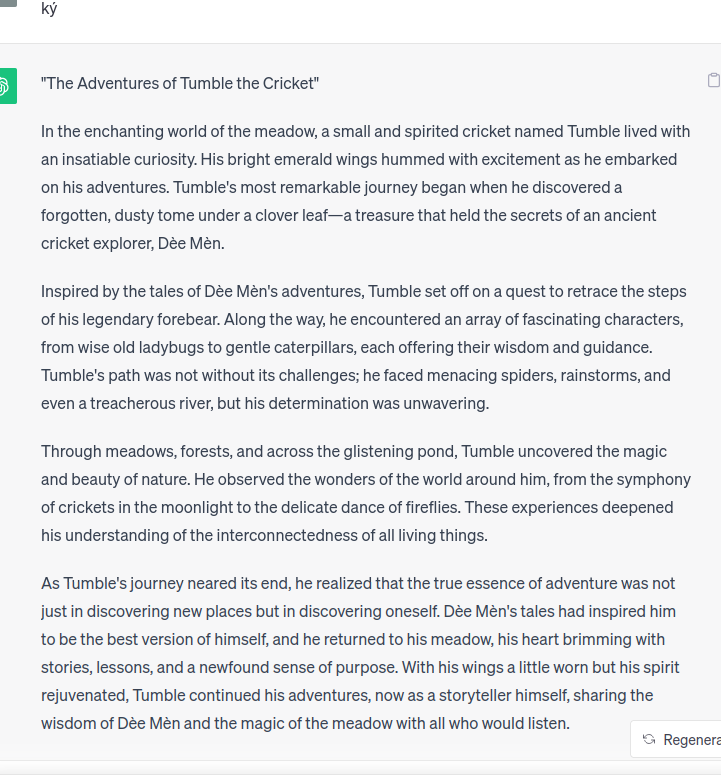 ký
"The Adventures of Tumble the Cricket"
In the enchanting world of the meadow, a small and spirited cricket named Tumble lived with
an insatiable curiosity. His bright emerald wings hummed with excitement as he embarked
on his adventures. Tumble's most remarkable journey began when he discovered a
forgotten, dusty tome under a clover leaf—a treasure that held the secrets of an ancient
cricket explorer, Dèe Mèn.
Inspired by the tales of Dèe Mèn's adventures, Tumble set off on a quest to retrace the steps
of his legendary forebear. Along the way, he encountered an array of fascinating characters,
from wise old ladybugs to gentle caterpillars, each offering their wisdom and guidance.
Tumble's path was not without its challenges; he faced menacing spiders, rainstorms, and
even a treacherous river, but his determination was unwavering.
Through meadows, forests, and across the glistening pond, Tumble uncovered the magic
and beauty of nature. He observed the wonders of the world around him, from the symphony
of crickets in the moonlight to the delicate dance of fireflies. These experiences deepened
his understanding of the interconnectedness of all living things.
As Tumble's journey neared its end, he realized that the true essence of adventure was not
just in discovering new places but in discovering oneself. Dèe Mèn's tales had inspired him
to be the best version of himself, and he returned to his meadow, his heart brimming with
stories, lessons, and a newfound sense of purpose. With his wings a little worn but his spirit
rejuvenated, Tumble continued his adventures, now as a storyteller himself, sharing the
wisdom of Dèe Mèn and the magic of the meadow with all who would listen.
Regenera